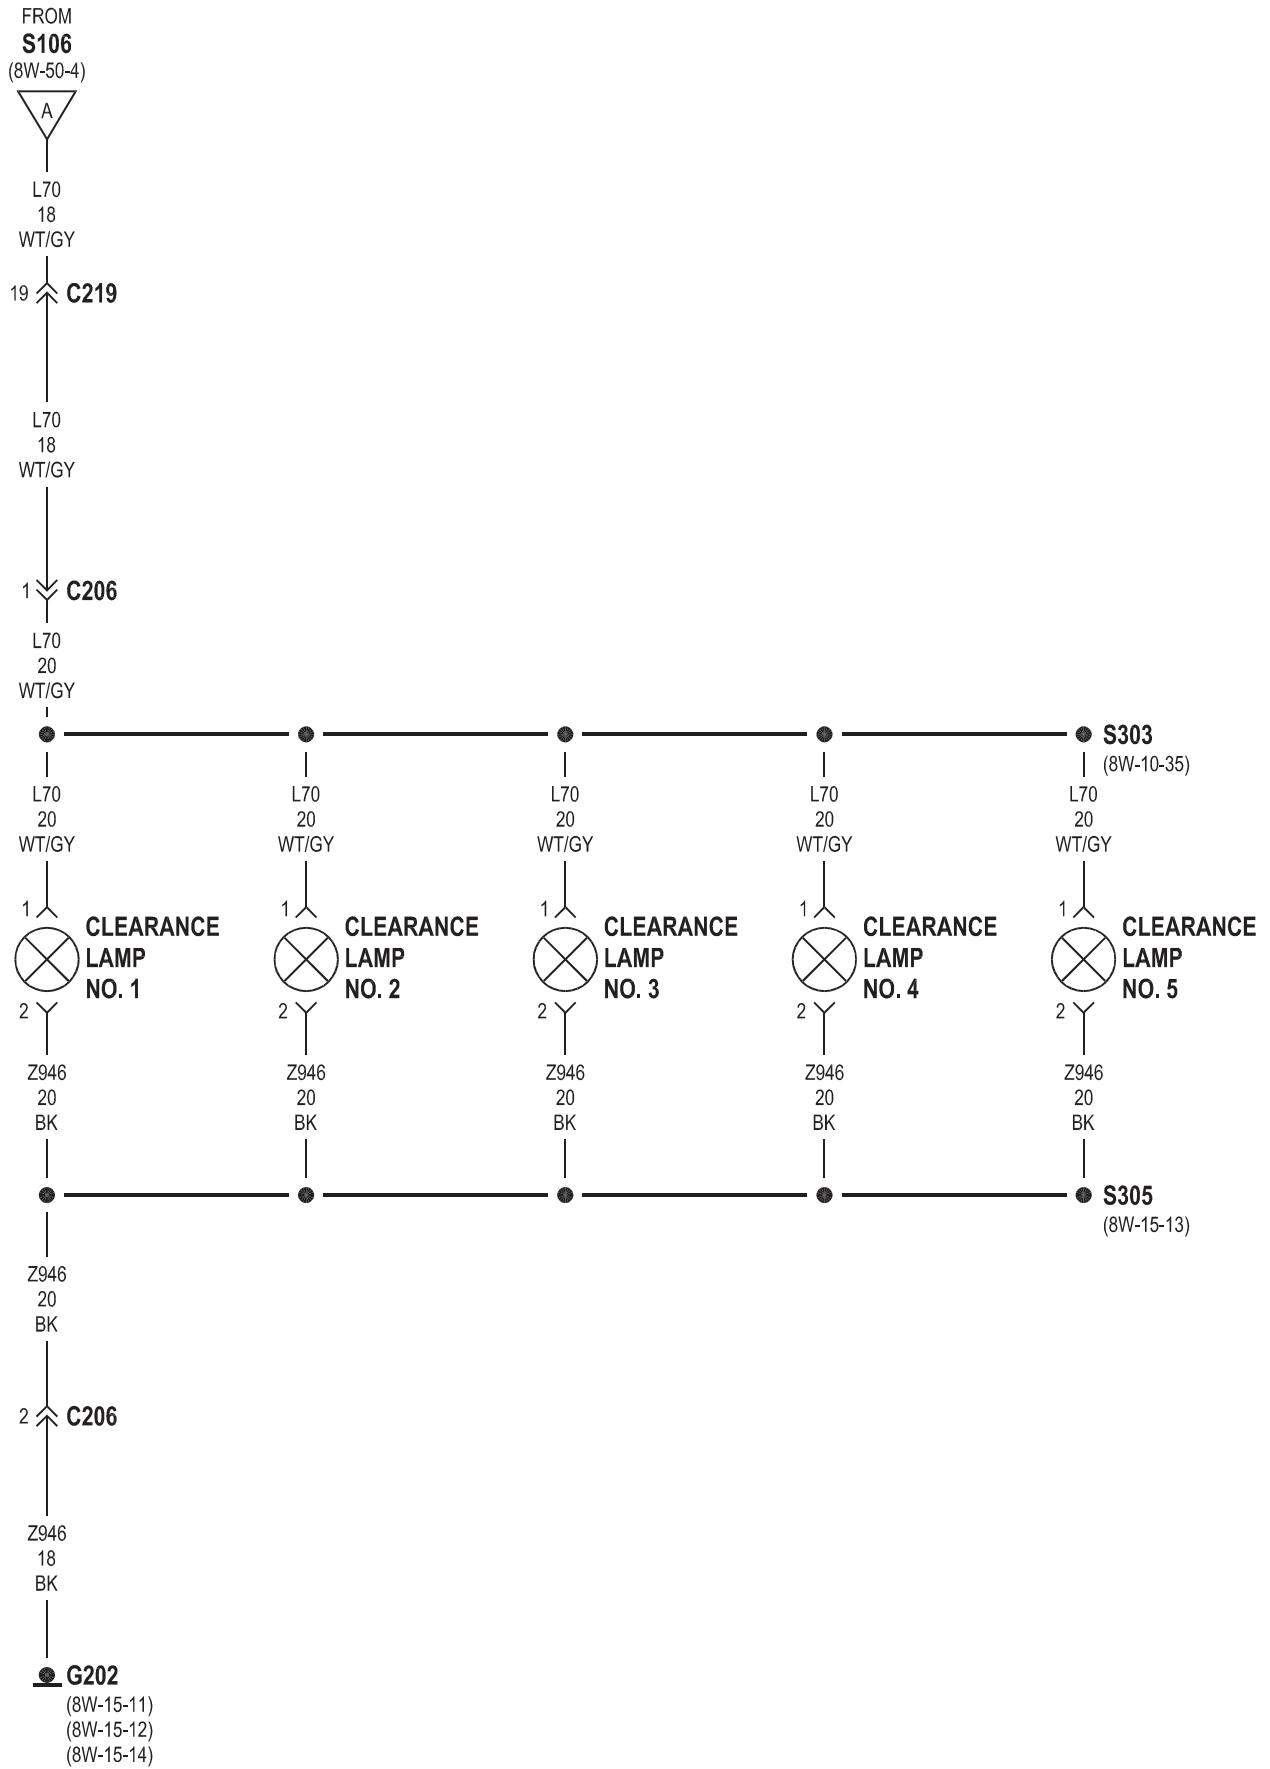 FROM
S106
(8W-50-4)
A
L70
18
WT/GY
19 C219
L70
18
WT/GY
1 C206
L70
20
WT/GY
S303
(8W-10-35)
L70 L70 L70 L70 L70
20 20 20 20 20
WT/GY WT/GY WT/GY WT/GY WT/GY
1 1 1 1 1
CLEARANCE CLEARANCE CLEARANCE CLEARANCE CLEARANCE
LAMP LAMP LAMP LAMP LAMP
NO. 1 NO. 2 NO. 3 NO. 4 NO. 5
2 2 2 2 2
Z946 Z946 Z946 Z946 Z946
20 20 20 20 20
BK BK BK BK BK
S305
(8W-15-13)
Z946
20
BK
2 C206
Z946
18
BK
G202
(8W-15-11)
(8W-15-12)
(8W-15-14)